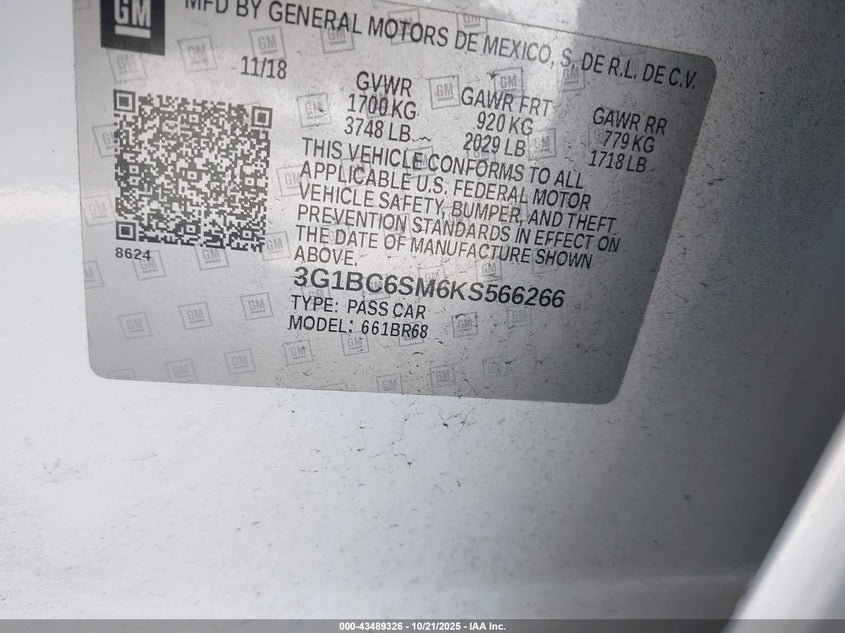 GM
MFD BY GENERAL MOTORS DE MEXICO, S. DE R.L. DE C.V.
11/18
GVWR
1700 KG
3748 LB
GAWR FRT
920 KG
2029 LB
GAWR RR
779 KG
1718 LB
THIS VEHICLE CONFORMS TO ALL
APPLICABLE U.S. FEDERAL MOTOR
VEHICLE SAFETY, BUMPER, AND THEFT
PREVENTION STANDARDS IN EFFECT ON
THE DATE OF MANUFACTURE SHOWN
ABOVE.
8624
3G1BC6SM6KS566266
TYPE: PASS CAR
MODEL: 661BR68
000-43489326 - 10/21/2025 - IAA Inc.